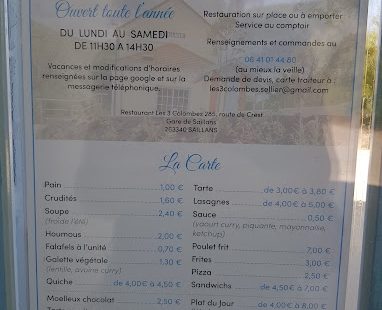 Ouvert toute l'année
DU LUNDI AU SAMEDI
DE 11H30 A 14H30
Vacances et modifications d'horaires
renseignées sur la page google et sur la
messagerie téléphonique.
Restauration sur place ou à emporter
Service au comptoir
Renseignements et commandes au
06 41 01 44 80
(au mieux la veille)
Demande de devis, carte traiteur à :
les3colombes.sellier@gmail.com
Restaurant Les 3 Colombes 285, route de Crest
Gare de Saillans
263340 SAILLANS
La Carte
Pain 1,00 €
Crudités 1,60 €
Soupe 2,40 €
(froide l'été)
Houmous 2,00 €
Falafels à l'unité 0,70 €
Galette végétale 1,30 €
(lentille, avoine curry)
Quiche de 4,00€ à 4,50 €
Moelleux chocolat 2,50 €
Tarte de 3,00€ à 3,80 €
Lasagnes de 4,00€ à 5,00 €
Sauce 0,50 €
(yaourt curry, piquante, mayonnaise,
ketchup)
Poulet frit 7,00 €
Frites 3,00 €
Pizza 2,50 €
Sandwichs de 4,50 € à 7,00 €
Plat du Jour de 4,00 € à 8,00 €